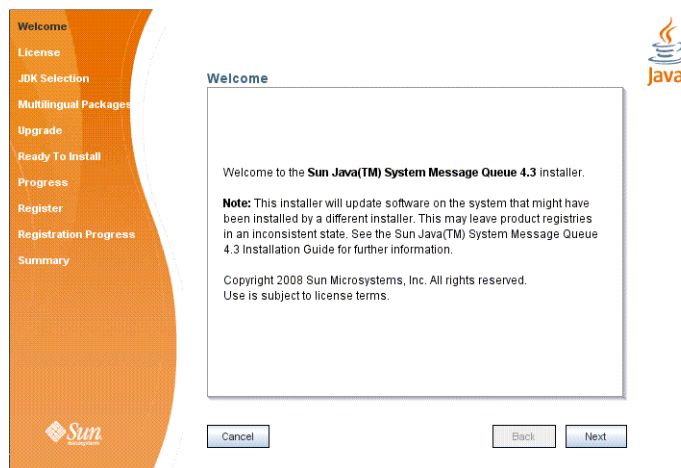 Welcome
License
JDK Selection
Multilingual Packages
Upgrade
Ready To Install
Progress
Register
Registration Progress
Summary
Sun
Java
Welcome
Welcome to the Sun Java(TM) System Message Queue 4.3 installer.
Note: This installer will update software on the system that might have
been installed by a different installer. This may leave product registries
in an inconsistent state. See the Sun Java(TM) System Message Queue
4.3 Installation Guide for further information.
Copyright 2008 Sun Microsystems, Inc. All rights reserved.
Use is subject to license terms.
Cancel
Back
Next